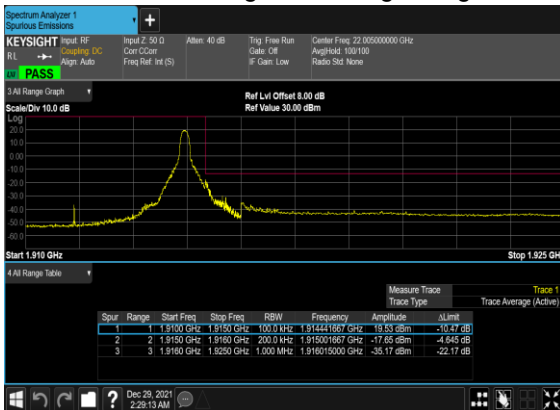 Spectrum Analyzer 1
Spurious Emissions
+
KEYSIGHT Input: RF Input Z: 50 Ω Atten: 40 dB Trig: Free Run Center Freq: 22.005000000 GHz
RL Coupling: DC Corr CCorr Gate: Off Avg|Hold: 100/100
Align: Auto Freq Ref: Int (S) IF Gain: Low Radio Std: None
PASS
3 All Range Graph
Ref Lvl Offset 8.00 dB
Scale/Div 10.0 dB Ref Value 30.00 dBm
Log
20.0
10.0
0.00
-10.0
-20.0
-30.0
-40.0
-50.0
-60.0
Start 1.910 GHz Stop 1.925 GH
4 All Range Table
Measure Trace Trace 1
Trace Type Trace Average (Active)
Spur Range Start Freq Stop Freq RBW Frequency Amplitude ΔLimit
1 1 1.9100 GHz 1.9150 GHz 100.0 kHz 1.914441667 GHz 19.53 dBm -10.47 dB
2 2 1.9150 GHz 1.9160 GHz 200.0 kHz 1.915001667 GHz -17.65 dBm -4.645 dB
3 3 1.9160 GHz 1.9250 GHz 1.000 MHz 1.916015000 GHz -35.17 dBm -22.17 dB
? Dec 29, 2021
2:29:13 AM